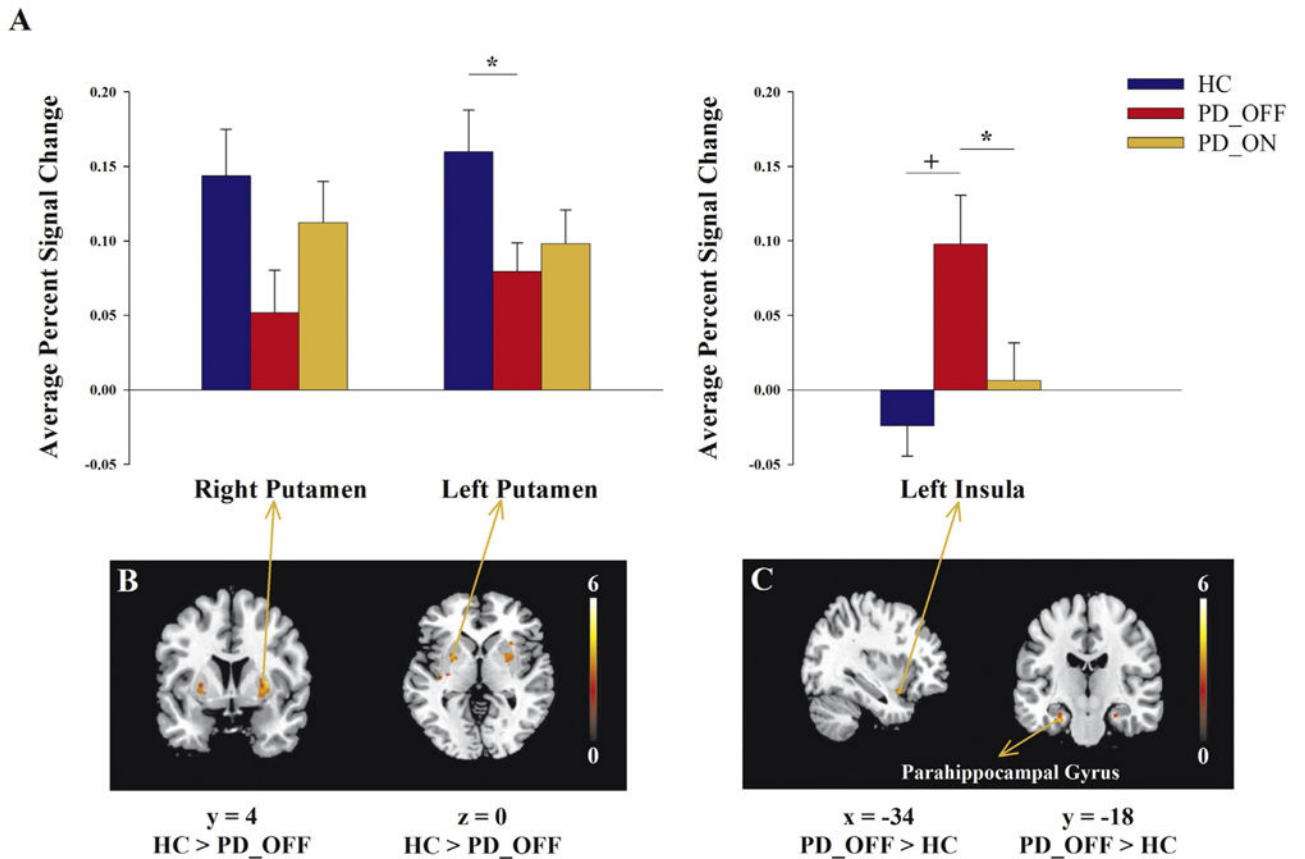 A
Average Percent Signal Change
0.20
0.15
0.10
0.05
0.00
-0.05
*
Right Putamen
Left Putamen
Average Percent Signal Change
0.20
0.15
0.10
0.05
0.00
-0.05
+
*
Left Insula
HC
PD_OFF
PD_ON
B
6
0
y = 4
HC > PD_OFF
z = 0
HC > PD_OFF
C
6
0
Parahippocampal Gyrus
x = -34
PD_OFF > HC
y = -18
PD_OFF > HC